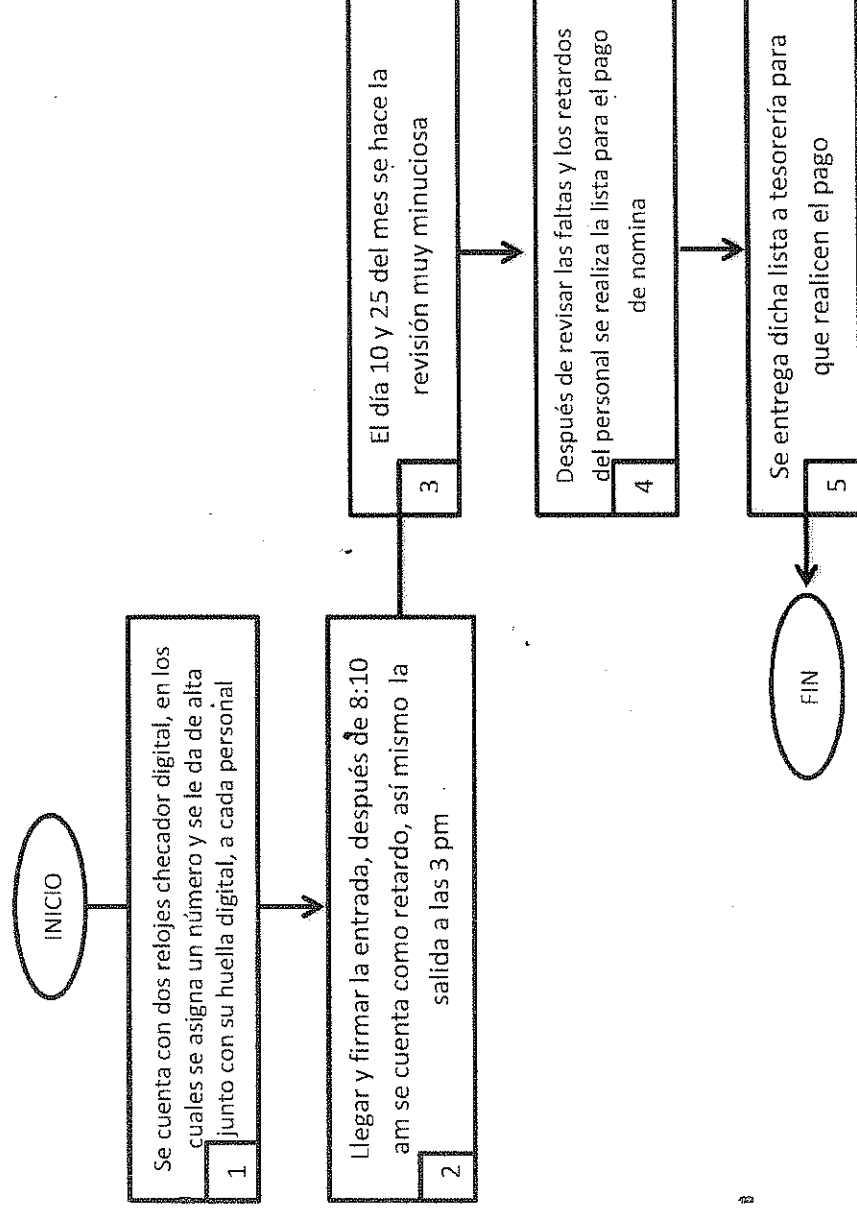 INICIO
Se cuenta con dos relojes checador digital, en los
cuales se asigna un número y se le da de alta
junto con su huella digital, a cada personal
1
Llegar y firmar la entrada, después de 8:10
am se cuenta como retardo, así mismo la
salida a las 3 pm
2
El día 10 y 25 del mes se hace la
revisión muy minuciosa
3
Después de revisar las faltas y los retardos
del personal se realiza la lista para el pago
de nomina
4
Se entrega dicha lista a tesorería para
que realicen el pago
5
FIN